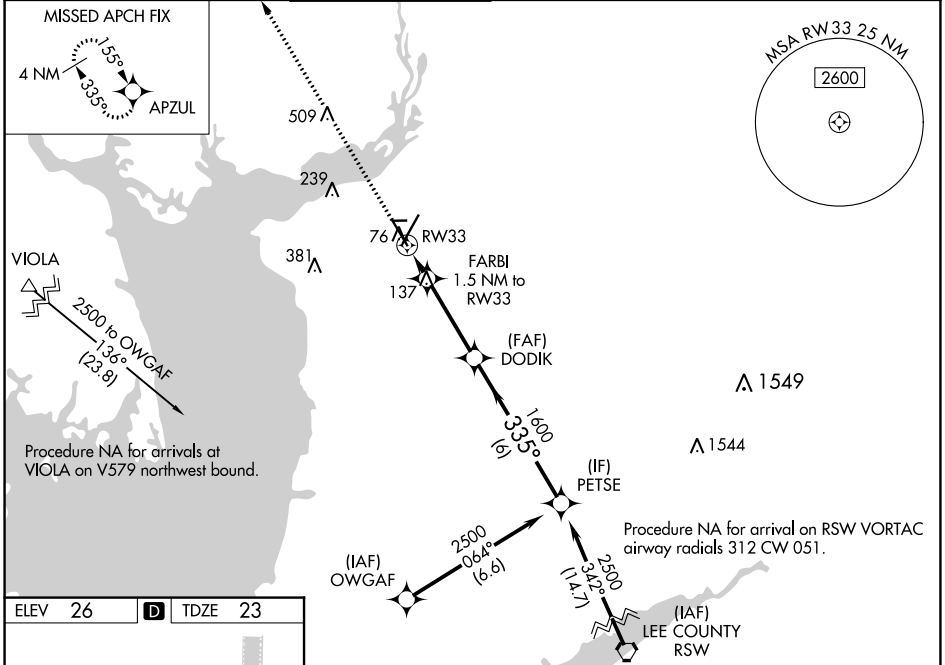 MISSED APCH FIX
155°
4 NM
335°
APZUL
MSA RW33 25 NM
2600
509
239
76
RW33
381
VIOLA
FARBI
1.5 NM to
RW33
137
2500 to OWGAF
136°
(23.8)
(FAF)
DODIK
1549
1600
335°
(6)
1544
Procedure NA for arrivals at
VIOLA on V579 northwest bound.
(IF)
PETSE
Procedure NA for arrival on RSW VORTAC
airway radials 312 CW 051.
2500
064°
(6.6)
(IAF)
OWGAF
2500
342°
(14.7)
(IAF)
LEE COUNTY
RSW
ELEV 26 D TDZE 23